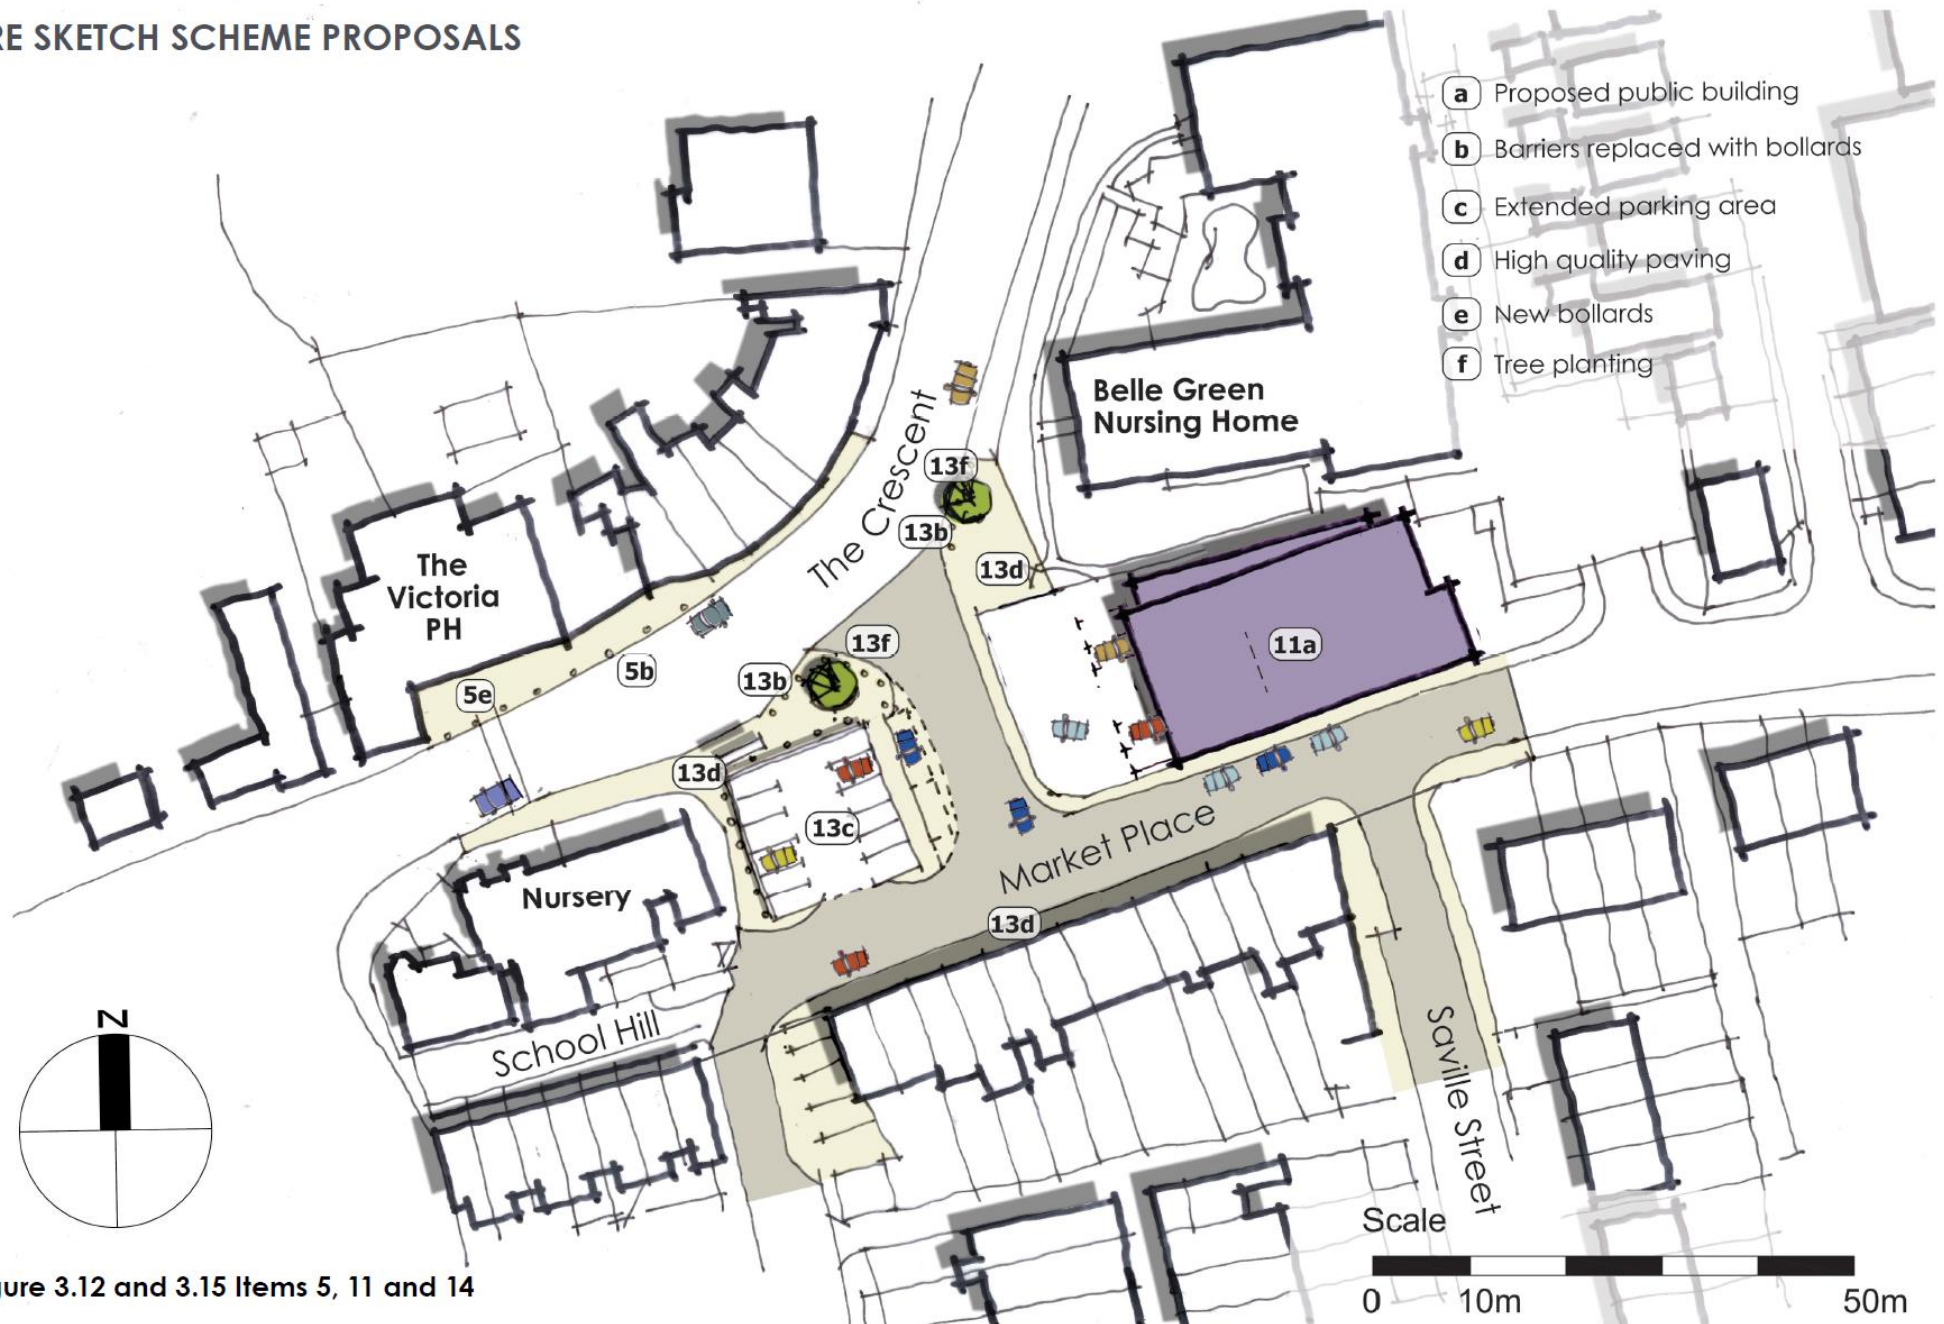 RE SKETCH SCHEME PROPOSALS
a Proposed public building
b Barriers replaced with bollards
c Extended parking area
d High quality paving
e New bollards
f Tree planting
Belle Green
Nursing Home
The Crescent
13f
13b
13d
The
Victoria
PH
13f
11a
5b
13b
5e
13d
13c
Market Place
Nursery
13d
School Hill
Saville Street
N
Scale
0 10m 50m
gure 3.12 and 3.15 Items 5, 11 and 14